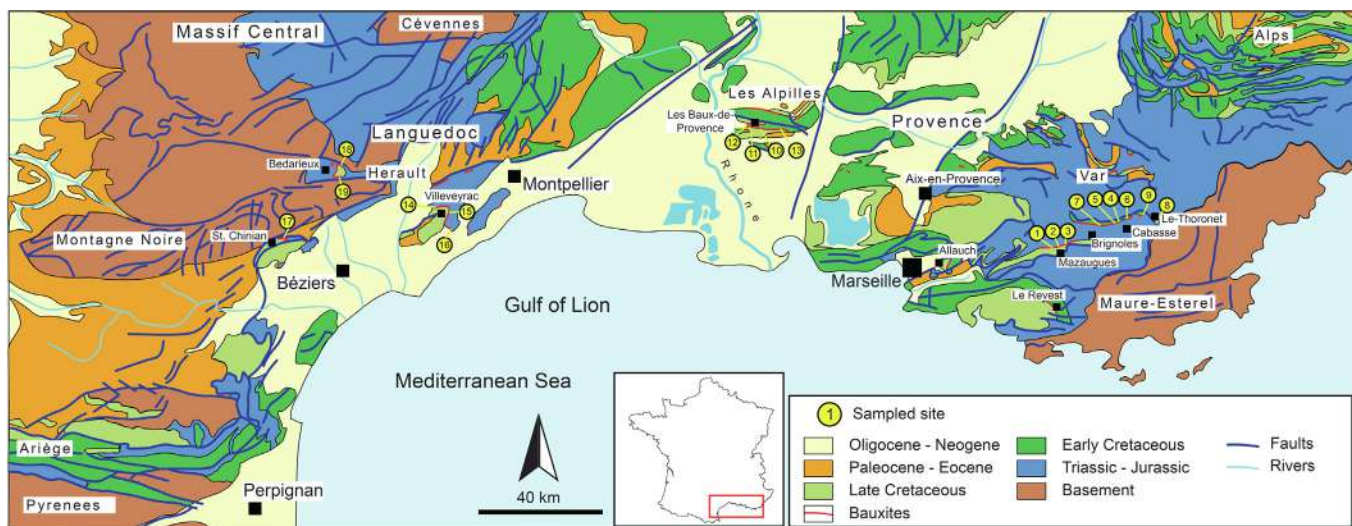 Massif Central
Cévennes
Alps
Les Alpilles
Les Baux-de-
Provence
12
11
10
13
Provence
Languedoc
18
Bedarieux
Herault
19
Montpellier
Rhone
Aix-en-Provence
Var
14
Villeveyrac
15
16
7
5
4
6
9
8
Le-Thoronet
Cabasse
Brignoles
1
2
3
Mazaugues
17
St. Chinian
Montagne Noire
Béziers
Allauch
Marseille
Le Revest
Maure-Esterel
Gulf of Lion
Mediterranean Sea
Ariège
Pyrenees
Perpignan
40 km
1 Sampled site
Oligocene - Neogene
Early Cretaceous
Faults
Paleocene - Eocene
Triassic - Jurassic
Rivers
Late Cretaceous
Basement
Bauxites